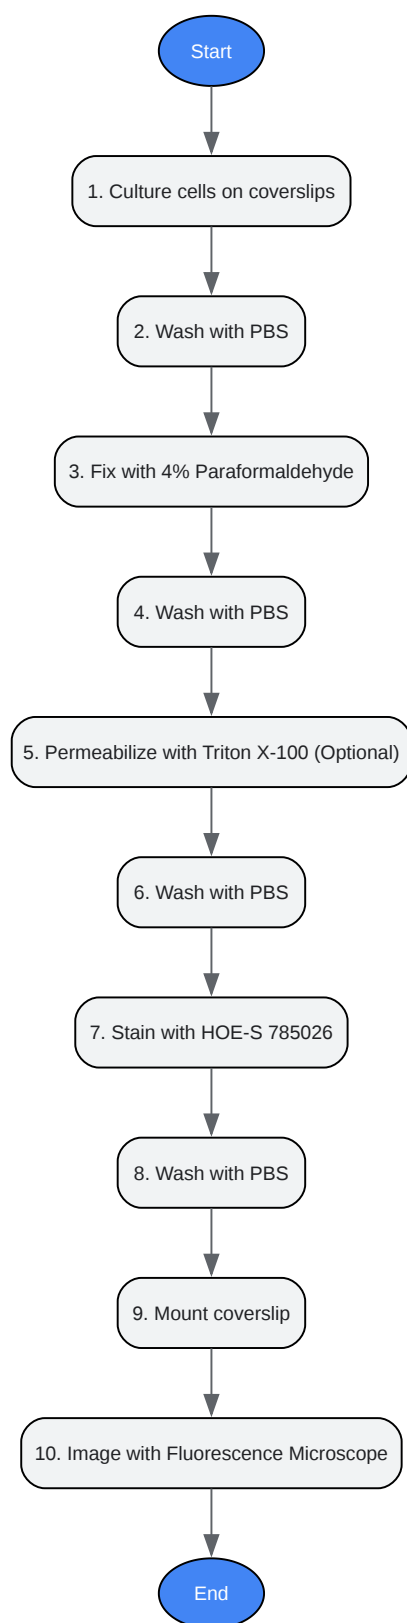 Start
1. Culture cells on coverslips
2. Wash with PBS
3. Fix with 4% Paraformaldehyde
4. Wash with PBS
5. Permeabilize with Triton X-100 (Optional)
6. Wash with PBS
7. Stain with HOE-S 785026
8. Wash with PBS
9. Mount coverslip
10. Image with Fluorescence Microscope
End